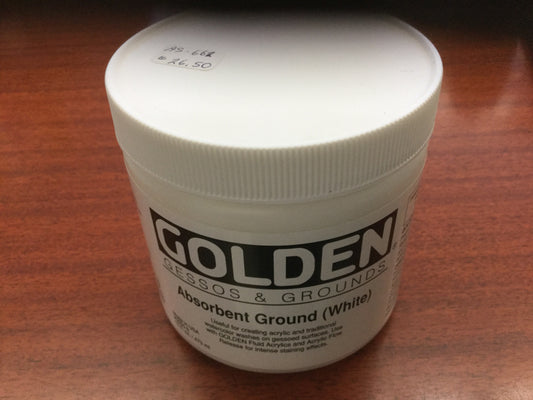 26.50
GOLDEN
GESSOS & GROUNDS
Absorbent Ground (White)
Useful for creating acrylic and traditional
watercolor washes on gessoed surfaces. Use
with GOLDEN Fluid Acrylics and Acrylic Flow
Release for intense staining effects.